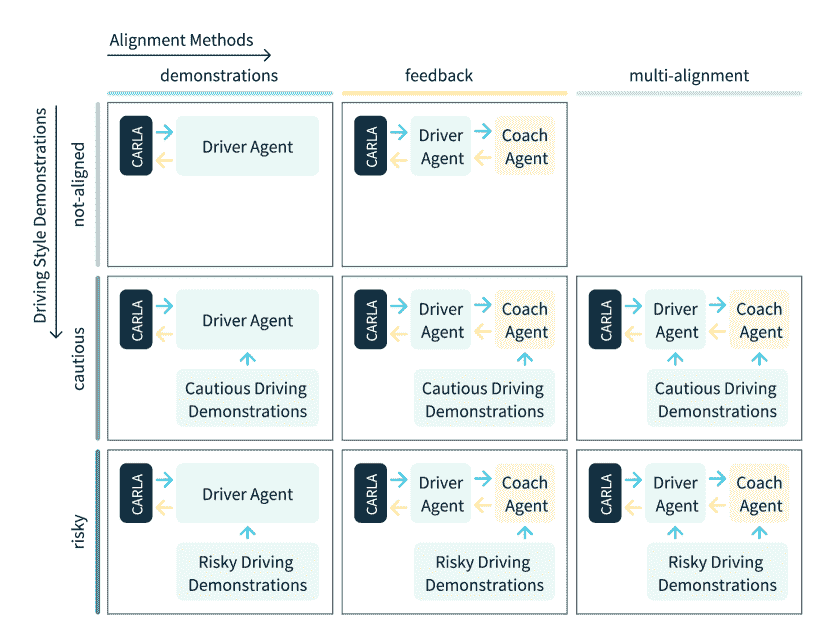 Alignment Methods
demonstrations
feedback
multi-alignment
Driving Style Demonstrations
not-aligned
CARLA
Driver Agent
CARLA
Driver
Agent
Coach
Agent
cautious
CARLA
Driver Agent
Cautious Driving
Demonstrations
CARLA
Driver
Agent
Coach
Agent
Cautious Driving
Demonstrations
CARLA
Driver
Agent
Coach
Agent
Cautious Driving
Demonstrations
risky
CARLA
Driver Agent
Risky Driving
Demonstrations
CARLA
Driver
Agent
Coach
Agent
Risky Driving
Demonstrations
CARLA
Driver
Agent
Coach
Agent
Risky Driving
Demonstrations